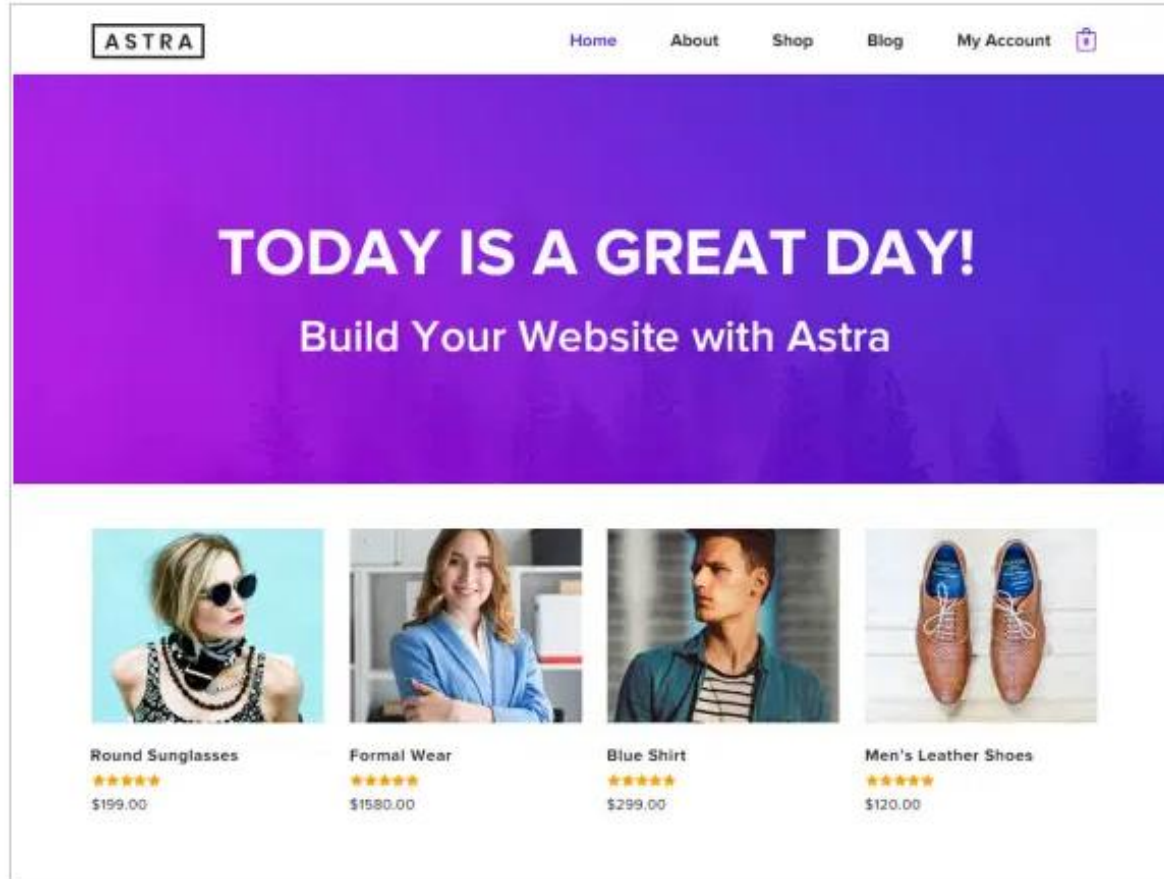 ASTRA
Home About Shop Blog My Account 0
TODAY IS A GREAT DAY!
Build Your Website with Astra
Round Sunglasses Formal Wear Blue Shirt Men's Leather Shoes
$199.00 $1580.00 $299.00 $120.00